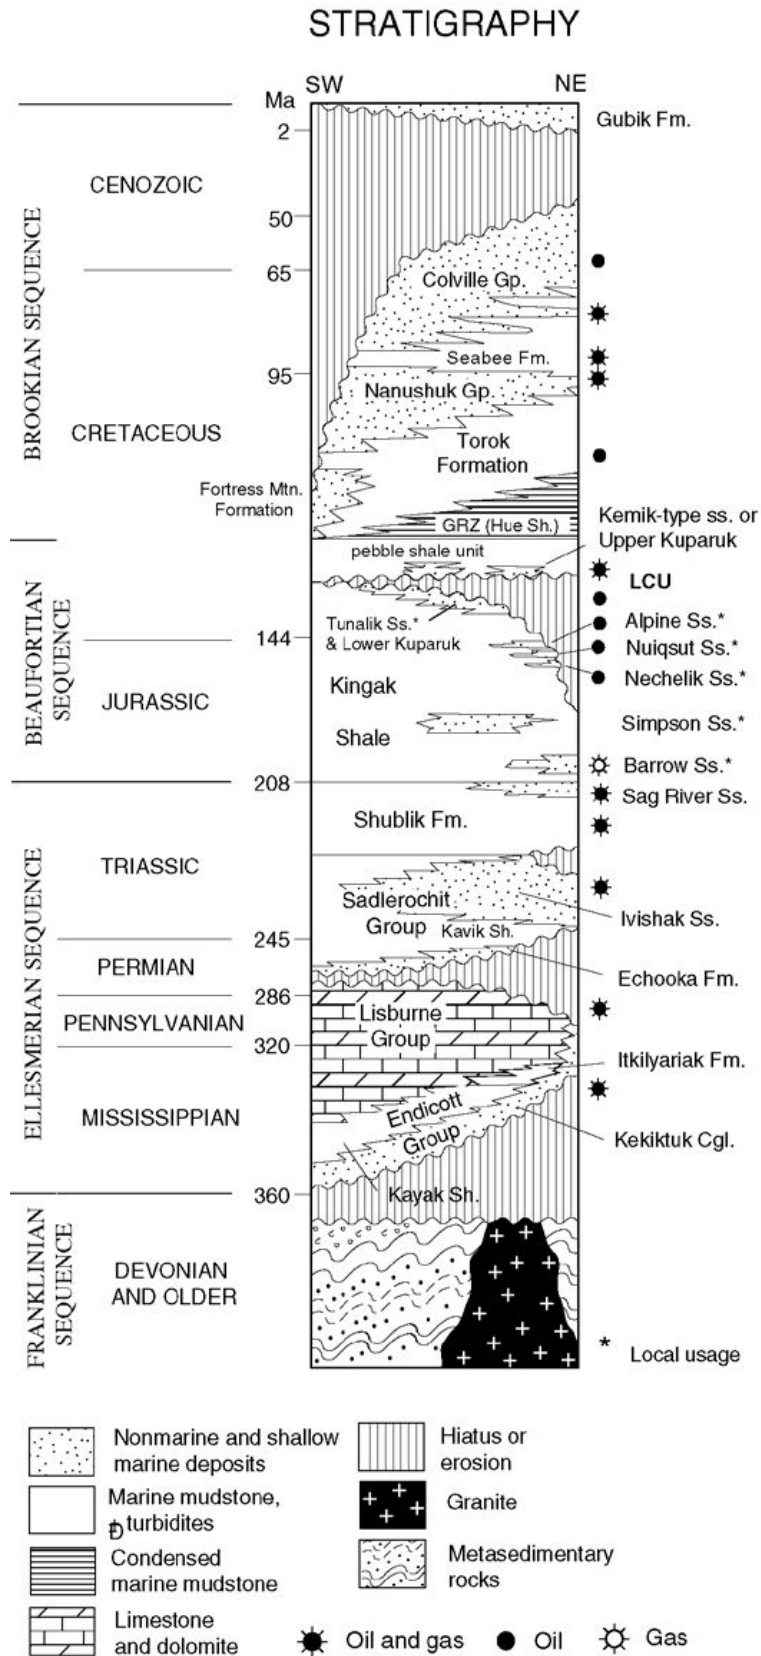 STRATIGRAPHY
SW
NE
Ma
Gubik Fm.
2
CENOZOIC
50
65
Colville Gp.
BROOKIAN SEQUENCE
Seabee Fm.
95
Nanushuk Gp.
CRETACEOUS
Torok
Formation
Fortress Mtn.
Formation
GRZ (Hue Sh.)
Kemik-type ss. or
Upper Kuparuk
pebble shale unit
LCU
Tunalik Ss.*
& Lower Kuparuk
Alpine Ss.*
144
Nuiqsut Ss.*
Nechelik Ss.*
BEAUFORTIAN
SEQUENCE
Kingak
JURASSIC
Simpson Ss.*
Shale
Barrow Ss.*
208
Sag River Ss.
Shublik Fm.
TRIASSIC
Sadlerochit
Group
Ivishak Ss.
Kavik Sh.
245
ELLESMERIAN SEQUENCE
PERMIAN
Echooka Fm.
286
Lisburne
Group
PENNSYLVANIAN
320
Itkilyariak Fm.
MISSISSIPPIAN
Endicott
Group
Kekiktuk Cgl.
360
Kayak Sh.
FRANKLINIAN
SEQUENCE
DEVONIAN
AND OLDER
* Local usage
Nonmarine and shallow
marine deposits
Hiatus or
erosion
Marine mudstone,
turbidites
Granite
Condensed
marine mudstone
Metasedimentary
rocks
Limestone
and dolomite
Oil and gas
Oil
Gas